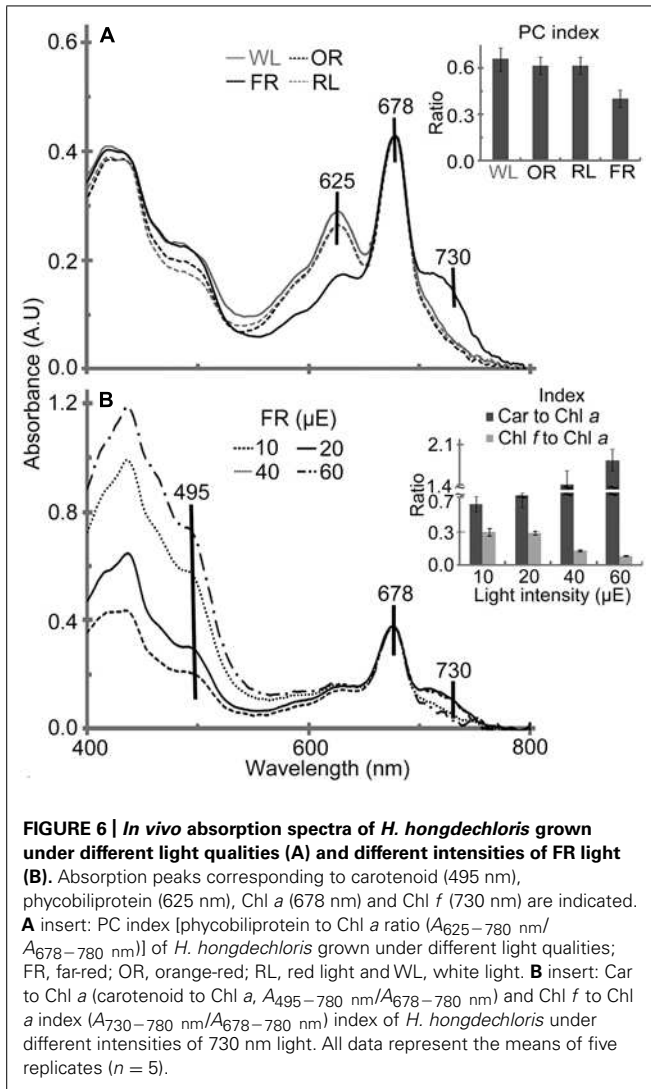 A
WL OR
FR RL
678
625
730
PC index
Ratio
0.6
0.3
0.0
WL OR RL FR
0.6
0.4
0.2
0.0
Absorbance (A.U)
B
FR (µE)
10 20
40 60
495
678
730
Index
Car to Chl a
Chl f to Chl a
Ratio
2.1
1.4
0.7
0.3
0.0
10 20 40 60
Light intensity (µE)
1.2
0.8
0.4
0.0
400 600 800
Wavelength (nm)
FIGURE 6 | In vivo absorption spectra of H. hongdechloris grown
under different light qualities (A) and different intensities of FR light
(B). Absorption peaks corresponding to carotenoid (495 nm),
phycobiliprotein (625 nm), Chl a (678 nm) and Chl f (730 nm) are indicated.
A insert: PC index [phycobiliprotein to Chl a ratio (A625−780 nm/
A678−780 nm)] of H. hongdechloris grown under different light qualities;
FR, far-red; OR, orange-red; RL, red light and WL, white light. B insert: Car
to Chl a (carotenoid to Chl a, A495−780 nm/A678−780 nm) and Chl f to Chl
a index (A730−780 nm/A678−780 nm) index of H. hongdechloris under
different intensities of 730 nm light. All data represent the means of five
replicates (n = 5).